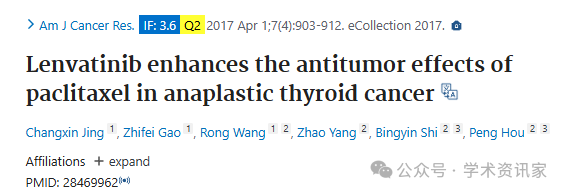 Am J Cancer Res. IF: 3.6 Q2 2017 Apr 1;7(4):903-912. eCollection 2017.
Lenvatinib enhances the antitumor effects of
paclitaxel in anaplastic thyroid cancer
Changxin Jing 1, Zhifei Gao 1, Rong Wang 1 2, Zhao Yang 2, Bingyin Shi 2 3, Peng Hou 2 3
Affiliations + expand
PMID: 28469962
公众号 · 学术资讯家